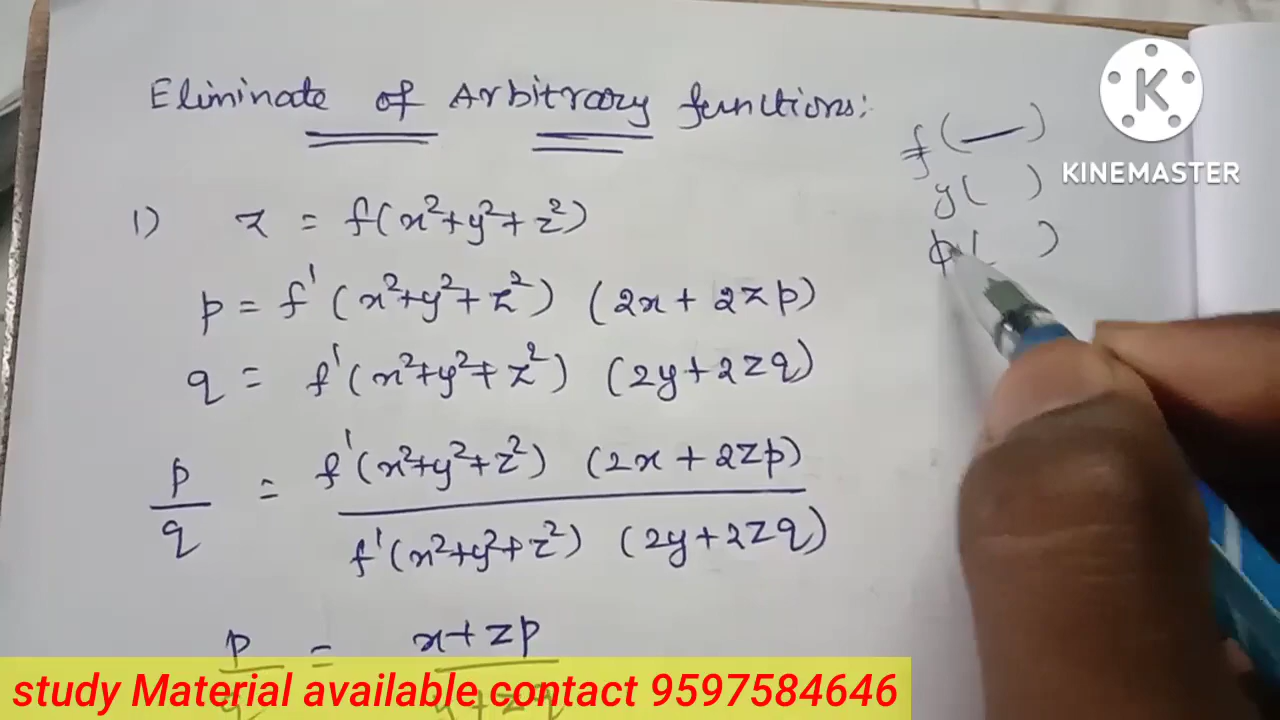 Eliminate of Arbitrary functions:
f( — )
y( )
ϕ( )
1) z = f(x²+y²+z²)
p = f'(x²+y²+z²) (2x + 2zp)
q = f'(x²+y²+z²) (2y+2zq)
p/q = f'(x²+y²+z²) (2x + 2zp) / f'(x²+y²+z²) (2y+2zq)
p/q = x+zp / y+zq
K
KINEMASTER
study Material available contact 9597584646